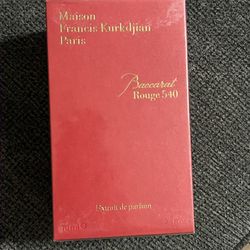 Maison
Francis Kurkdjian
Paris
Baccarat
Rouge 540
Extrait de parfum